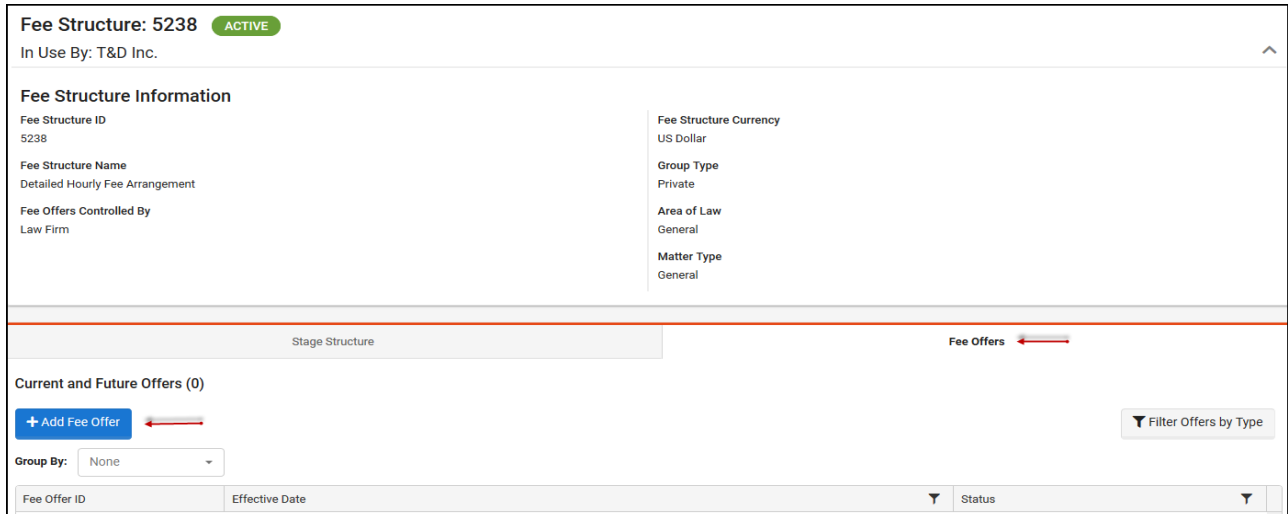 Fee Structure: 5238 ACTIVE
In Use By: T&D Inc.
Fee Structure Information
Fee Structure ID
5238
Fee Structure Name
Detailed Hourly Fee Arrangement
Fee Offers Controlled By
Law Firm
Fee Structure Currency
US Dollar
Group Type
Private
Area of Law
General
Matter Type
General
Stage Structure
Fee Offers
Current and Future Offers (0)
+ Add Fee Offer
Filter Offers by Type
Group By: None
Fee Offer ID
Effective Date
Status